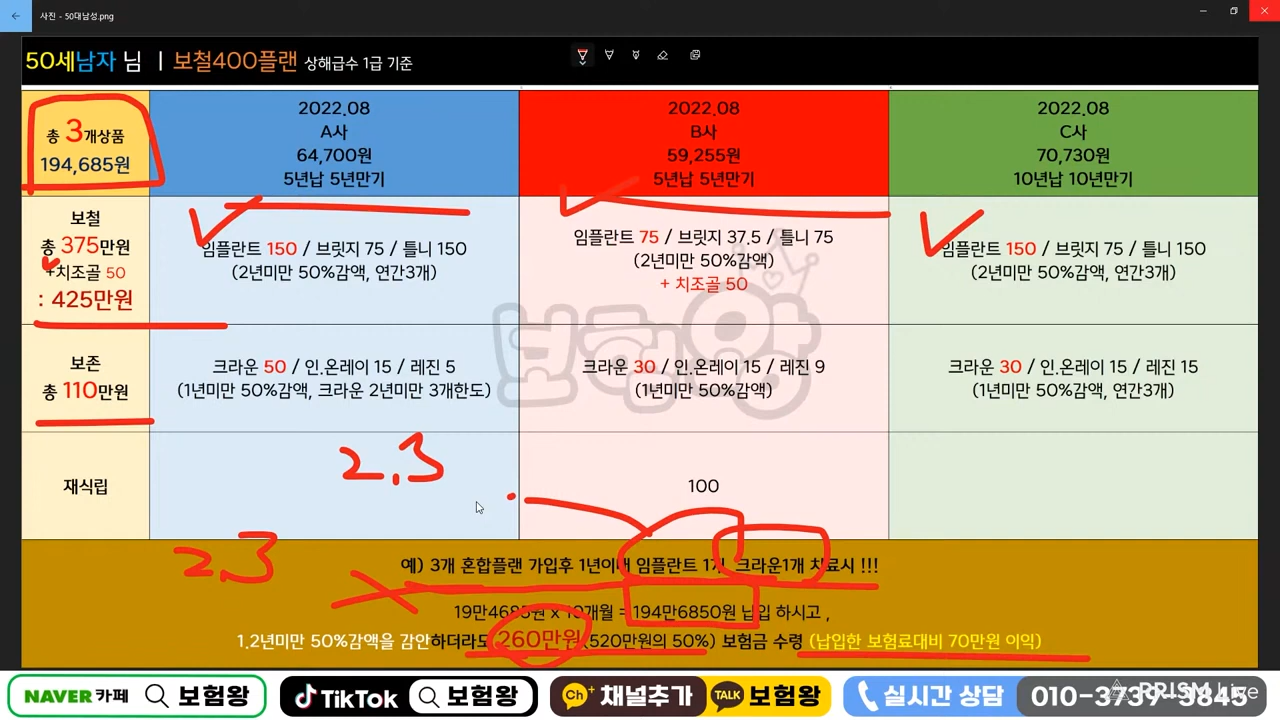 사진 - 50대남성.png
50세남자 님 | 보철400플랜 상해급수 1급 기준
총 3개상품
194,685원
2022.08
A사
64,700원
5년납 5년만기
2022.08
B사
59,255원
5년납 5년만기
2022.08
C사
70,730원
10년납 10년만기
보철
총 375만원
+치조골 50
: 425만원
임플란트 150 / 브릿지 75 / 틀니 150
(2년미만 50%감액, 연간3개)
임플란트 75 / 브릿지 37.5 / 틀니 75
(2년미만 50%감액)
+ 치조골 50
임플란트 150 / 브릿지 75 / 틀니 150
(2년미만 50%감액, 연간3개)
보존
총 110만원
크라운 50 / 인.온레이 15 / 레진 5
(1년미만 50%감액, 크라운 2년미만 3개한도)
크라운 30 / 인.온레이 15 / 레진 9
(1년미만 50%감액)
크라운 30 / 인.온레이 15 / 레진 15
(1년미만 50%감액, 연간3개)
보험왕
재식립
2.3
100
2.3
예) 3개 혼합플랜 가입후 1년이내 임플란트 1개, 크라운1개 치료시 !!!
19만4685원 x 10개월 = 194만6850원 납입 하시고 ,
1.2년미만 50%감액을 감안하더라도 260만원 (520만원의 50%) 보험금 수령 (납입한 보험료대비 70만원 이익)
NAVER 카페 보험왕
TikTok 보험왕
Ch+ 채널추가 TALK 보험왕
실시간 상담 010-3739-3845
PRISM Live